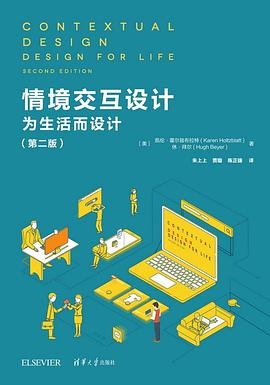 CONTEXTUAL
DESIGN
DESIGN FOR LIFE
SECOND EDITION
情境交互设计
为生活而设计
（第二版）
[美] 凯伦·霍尔兹布拉特（Karen Holtzblatt） 著
休·拜尔（Hugh Beyer）
朱上上 贾璇 陈正捷 译
CONTEXTUAL
DESIGN
DESIGN FOR LIFE
ELSEVIER
清华大学出版社